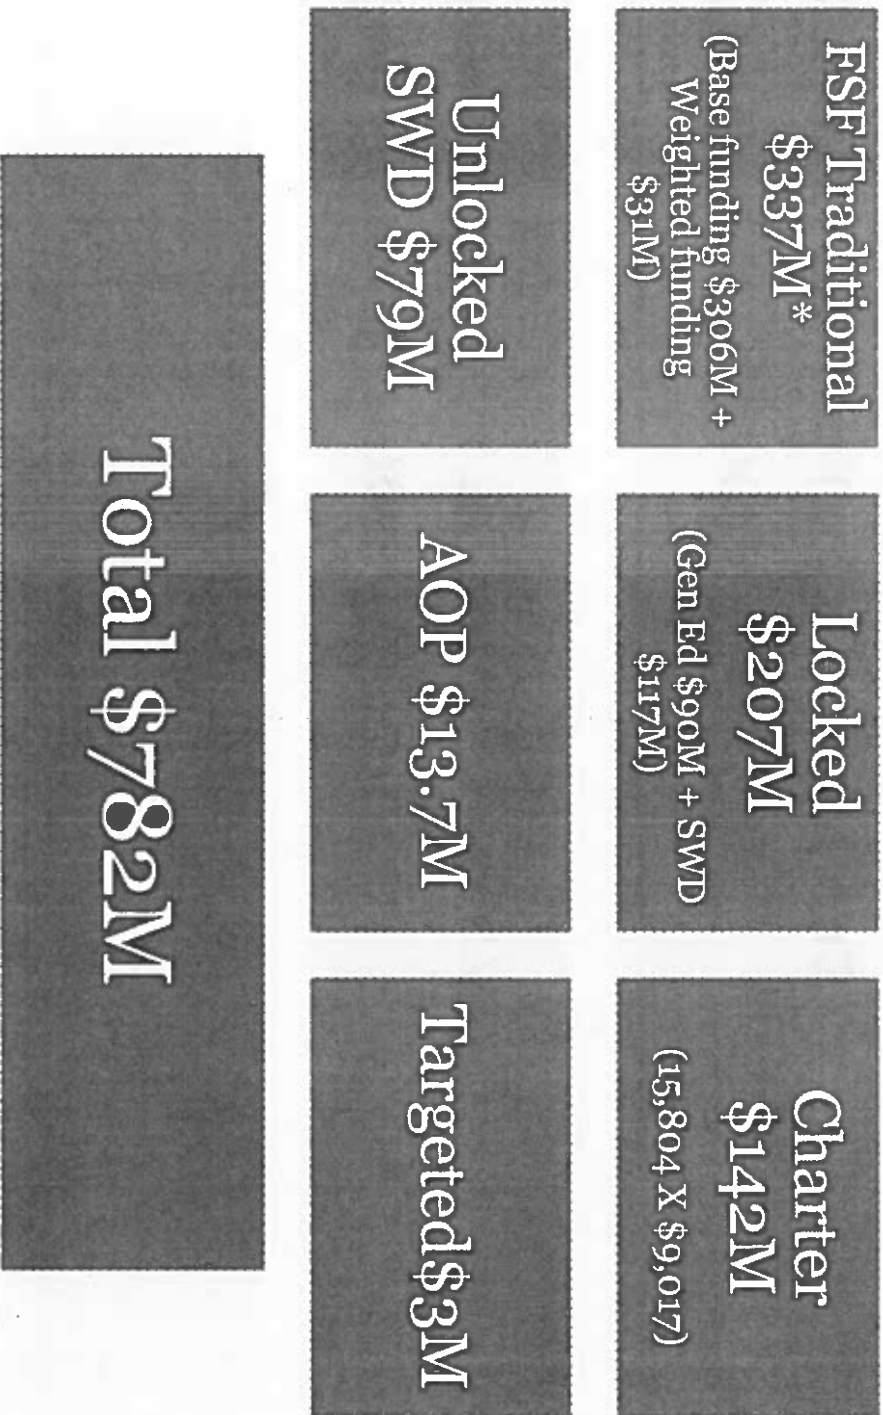 FSF Traditional
$337M*
(Base funding $306M +
Weighted funding
$31M)
Locked
$207M
(Gen Ed $90M + SWD
$117M)
Charter
$142M
(15,804 X $9,017)
Unlocked
SWD $79M
AOP $13.7M
Targeted$3M
Total $782M